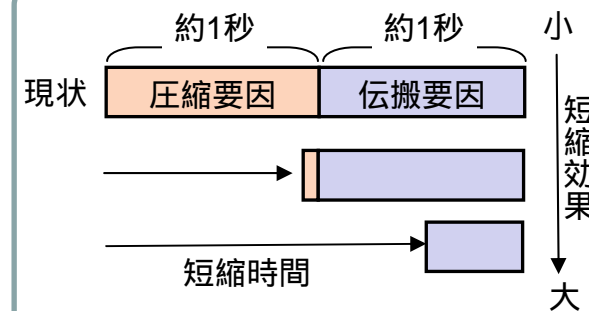 約1秒 約1秒 小
現状 圧縮要因 伝搬要因
短縮効果
短縮時間
大